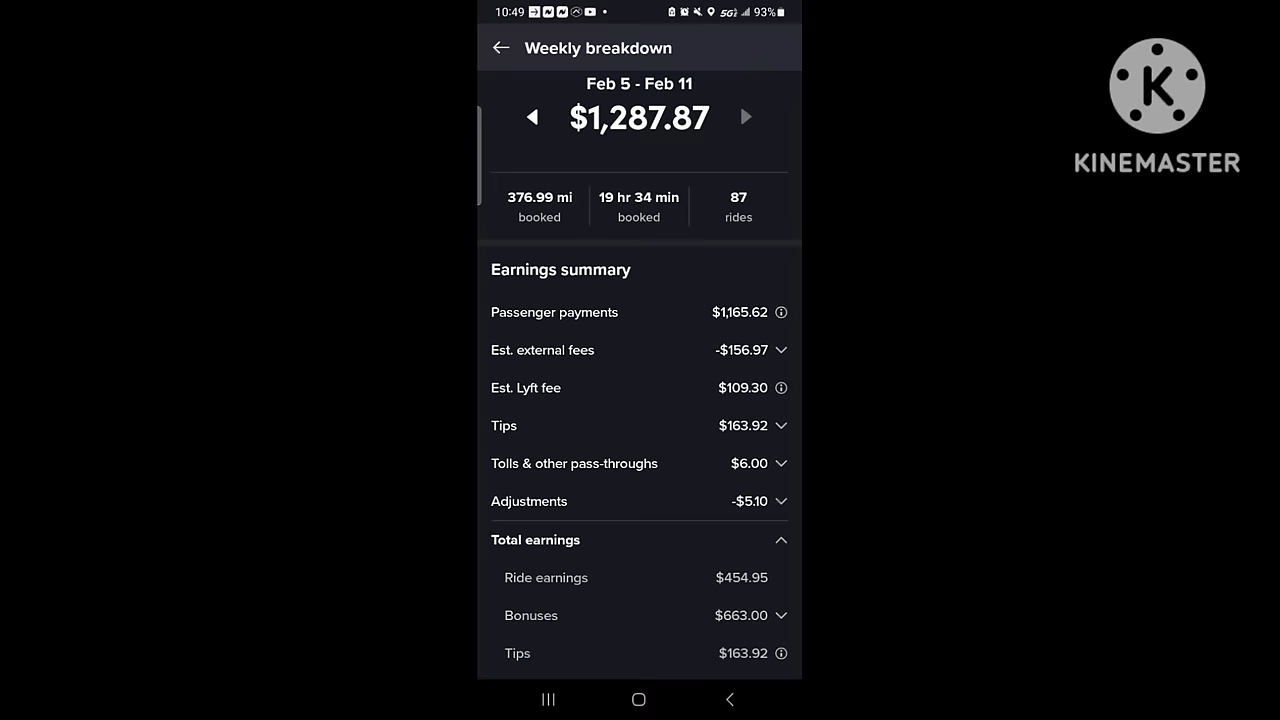 10:49
5G
93%
Weekly breakdown
Feb 5 - Feb 11
$1,287.87
376.99 mi 19 hr 34 min 87
booked booked rides
Earnings summary
Passenger payments $1,165.62
Est. external fees -$156.97
Est. Lyft fee $109.30
Tips $163.92
Tolls & other pass-throughs $6.00
Adjustments -$5.10
Total earnings
Ride earnings $454.95
Bonuses $663.00
Tips $163.92
K
KINEMASTER